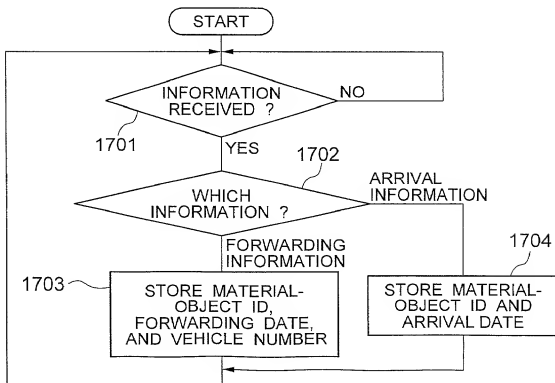 START
INFORMATION
RECEIVED ?
NO
1701
YES
1702
WHICH
INFORMATION ?
ARRIVAL
INFORMATION
FORWARDING
INFORMATION
1703
STORE MATERIAL-
OBJECT ID,
FORWARDING DATE,
AND VEHICLE NUMBER
1704
STORE MATERIAL-
OBJECT ID AND
ARRIVAL DATE